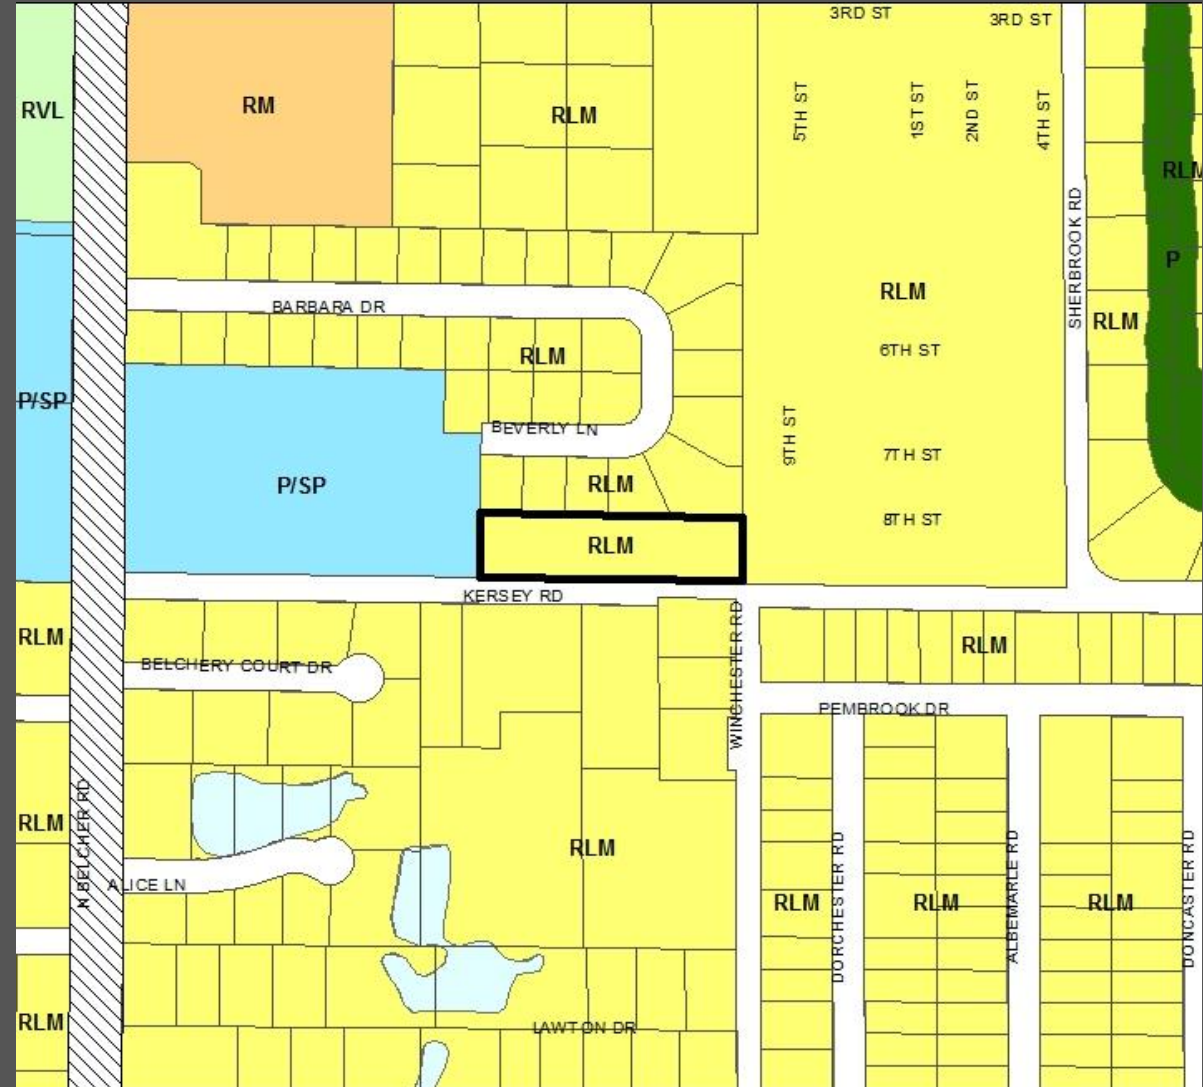 3RD ST
3RD ST
RVL
RM
RLM
5TH ST
1ST ST
2ND ST
4TH ST
RLM
SHERBROOK RD
P
RLM
BARBARA DR
RLM
RLM
6TH ST
P/SP
BEVERLY LN
9TH ST
7TH ST
P/SP
RLM
8TH ST
RLM
KERSEY RD
RLM
WINCHESTER RD
RLM
BELCHERY COURT DR
PEMBROOK DR
RLM
N BELCHER RD
RLM
ALICE LN
RLM
DORCHESTER RD
RLM
ALBEMARLE RD
RLM
DUNCASTER RD
RLM
LAWTON DR